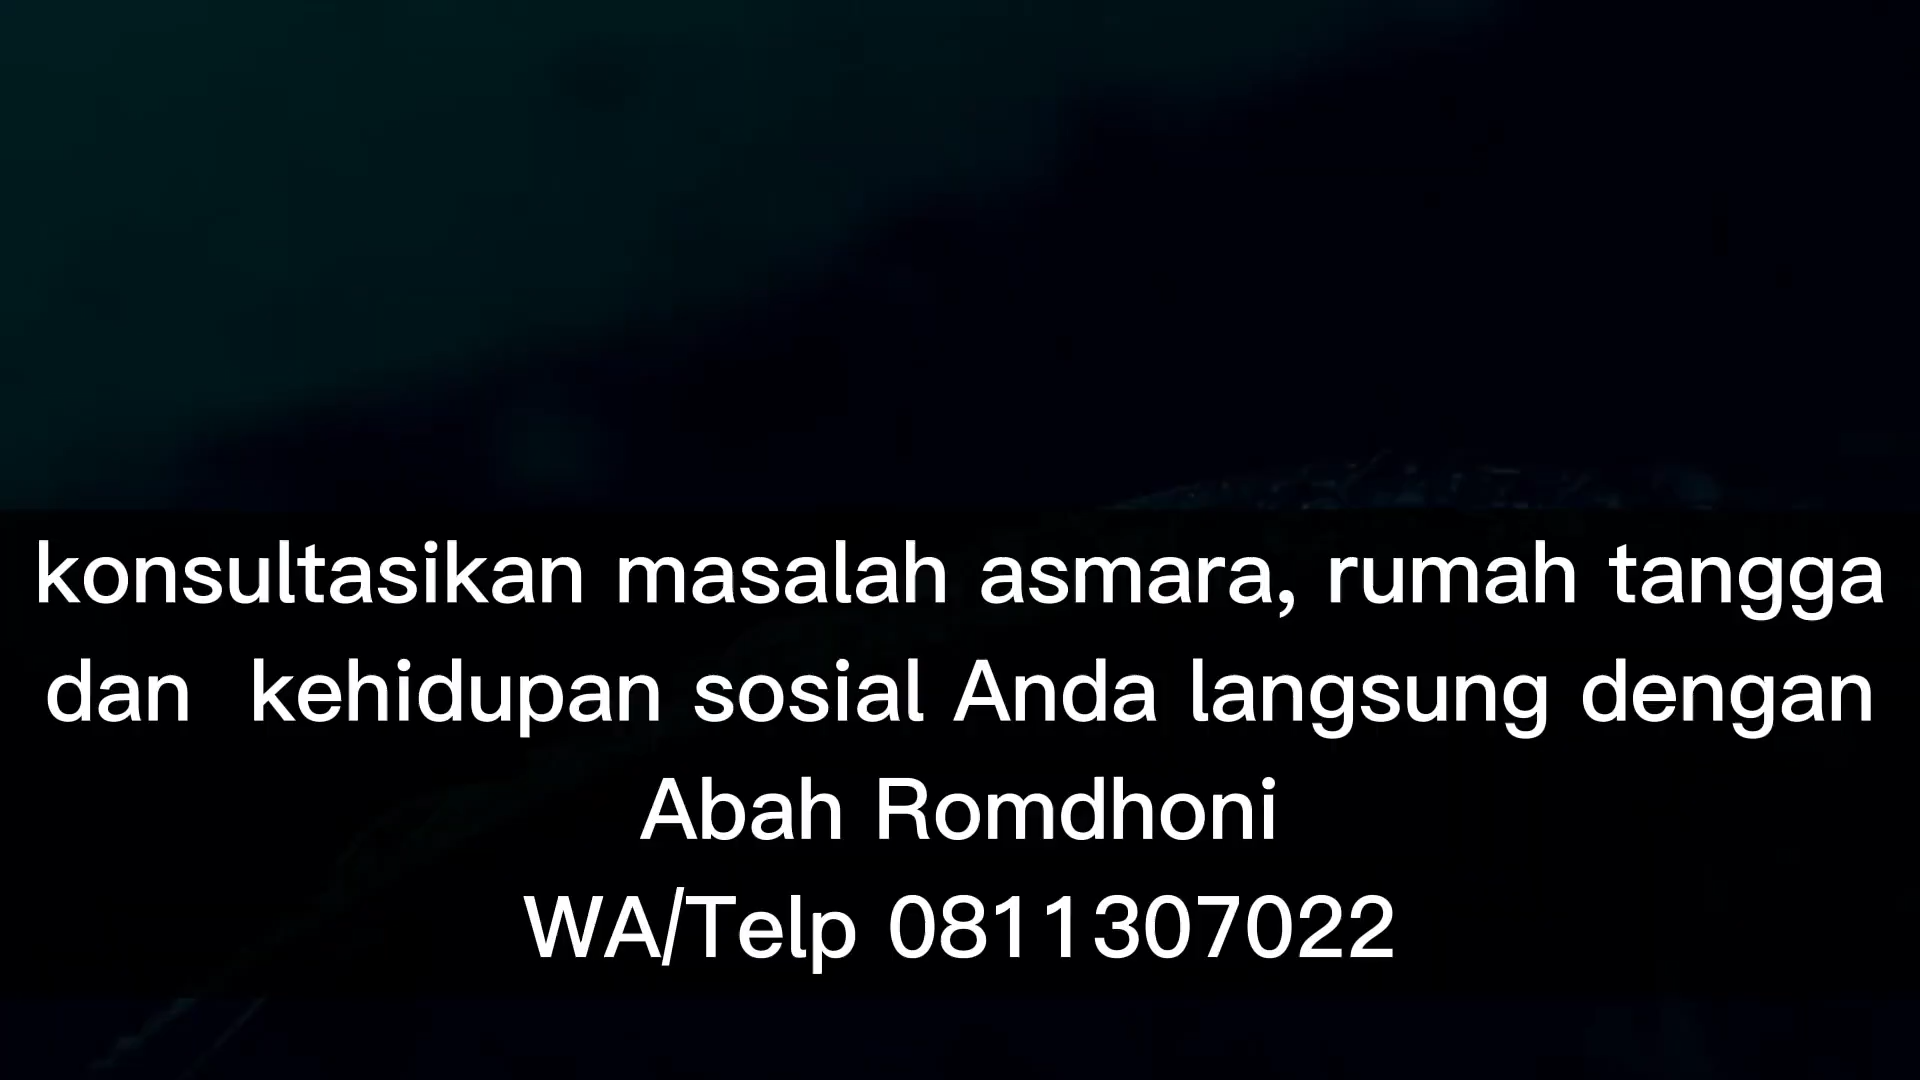 konsultasikan masalah asmara, rumah tangga
dan  kehidupan sosial Anda langsung dengan
Abah Romdhoni
WA/Telp 0811307022